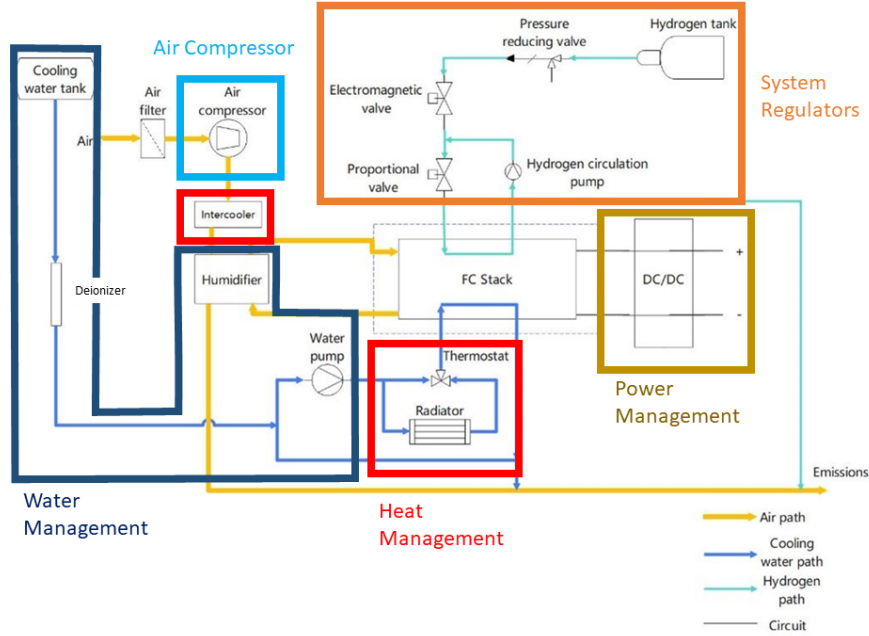 Air Compressor
Cooling
water tank
Air
filter
Air
compressor
Air
Intercooler
Humidifier
Deionizer
Water
pump
Water
Management
Pressure
reducing valve
Hydrogen tank
Electromagnetic
valve
Proportional
valve
Hydrogen circulation
pump
System
Regulators
FC Stack
DC/DC
+
-
Power
Management
Thermostat
Radiator
Heat
Management
Emissions
Air path
Cooling
water path
Hydrogen
path
Circuit